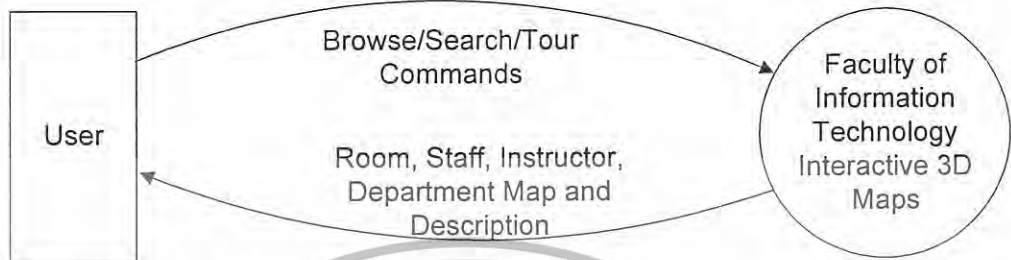 User
Browse/Search/Tour
Commands
Room, Staff, Instructor,
Department Map and
Description
Faculty of
Information
Technology
Interactive 3D
Maps